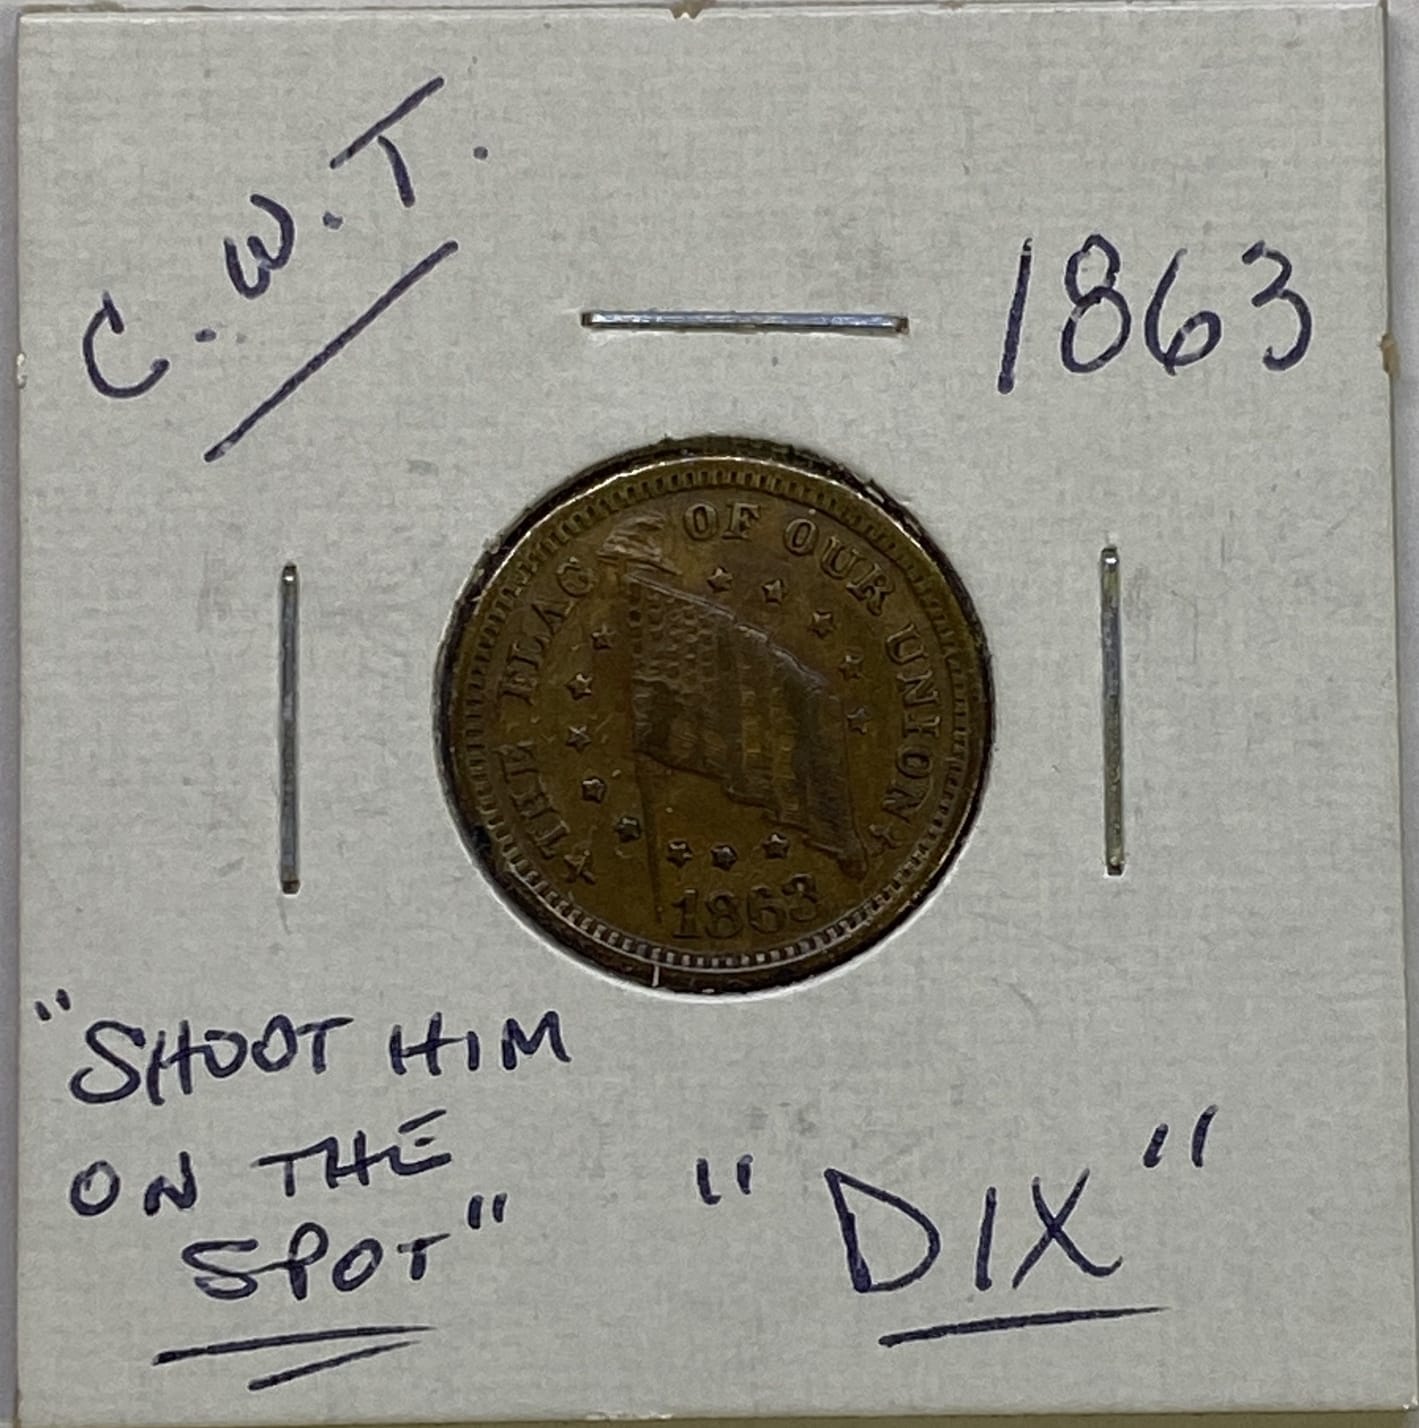 C.W.T.
1863
THE FLAG OF OUR UNION
1863
"SHOOT HIM
ON THE
SPOT"
"DIX"